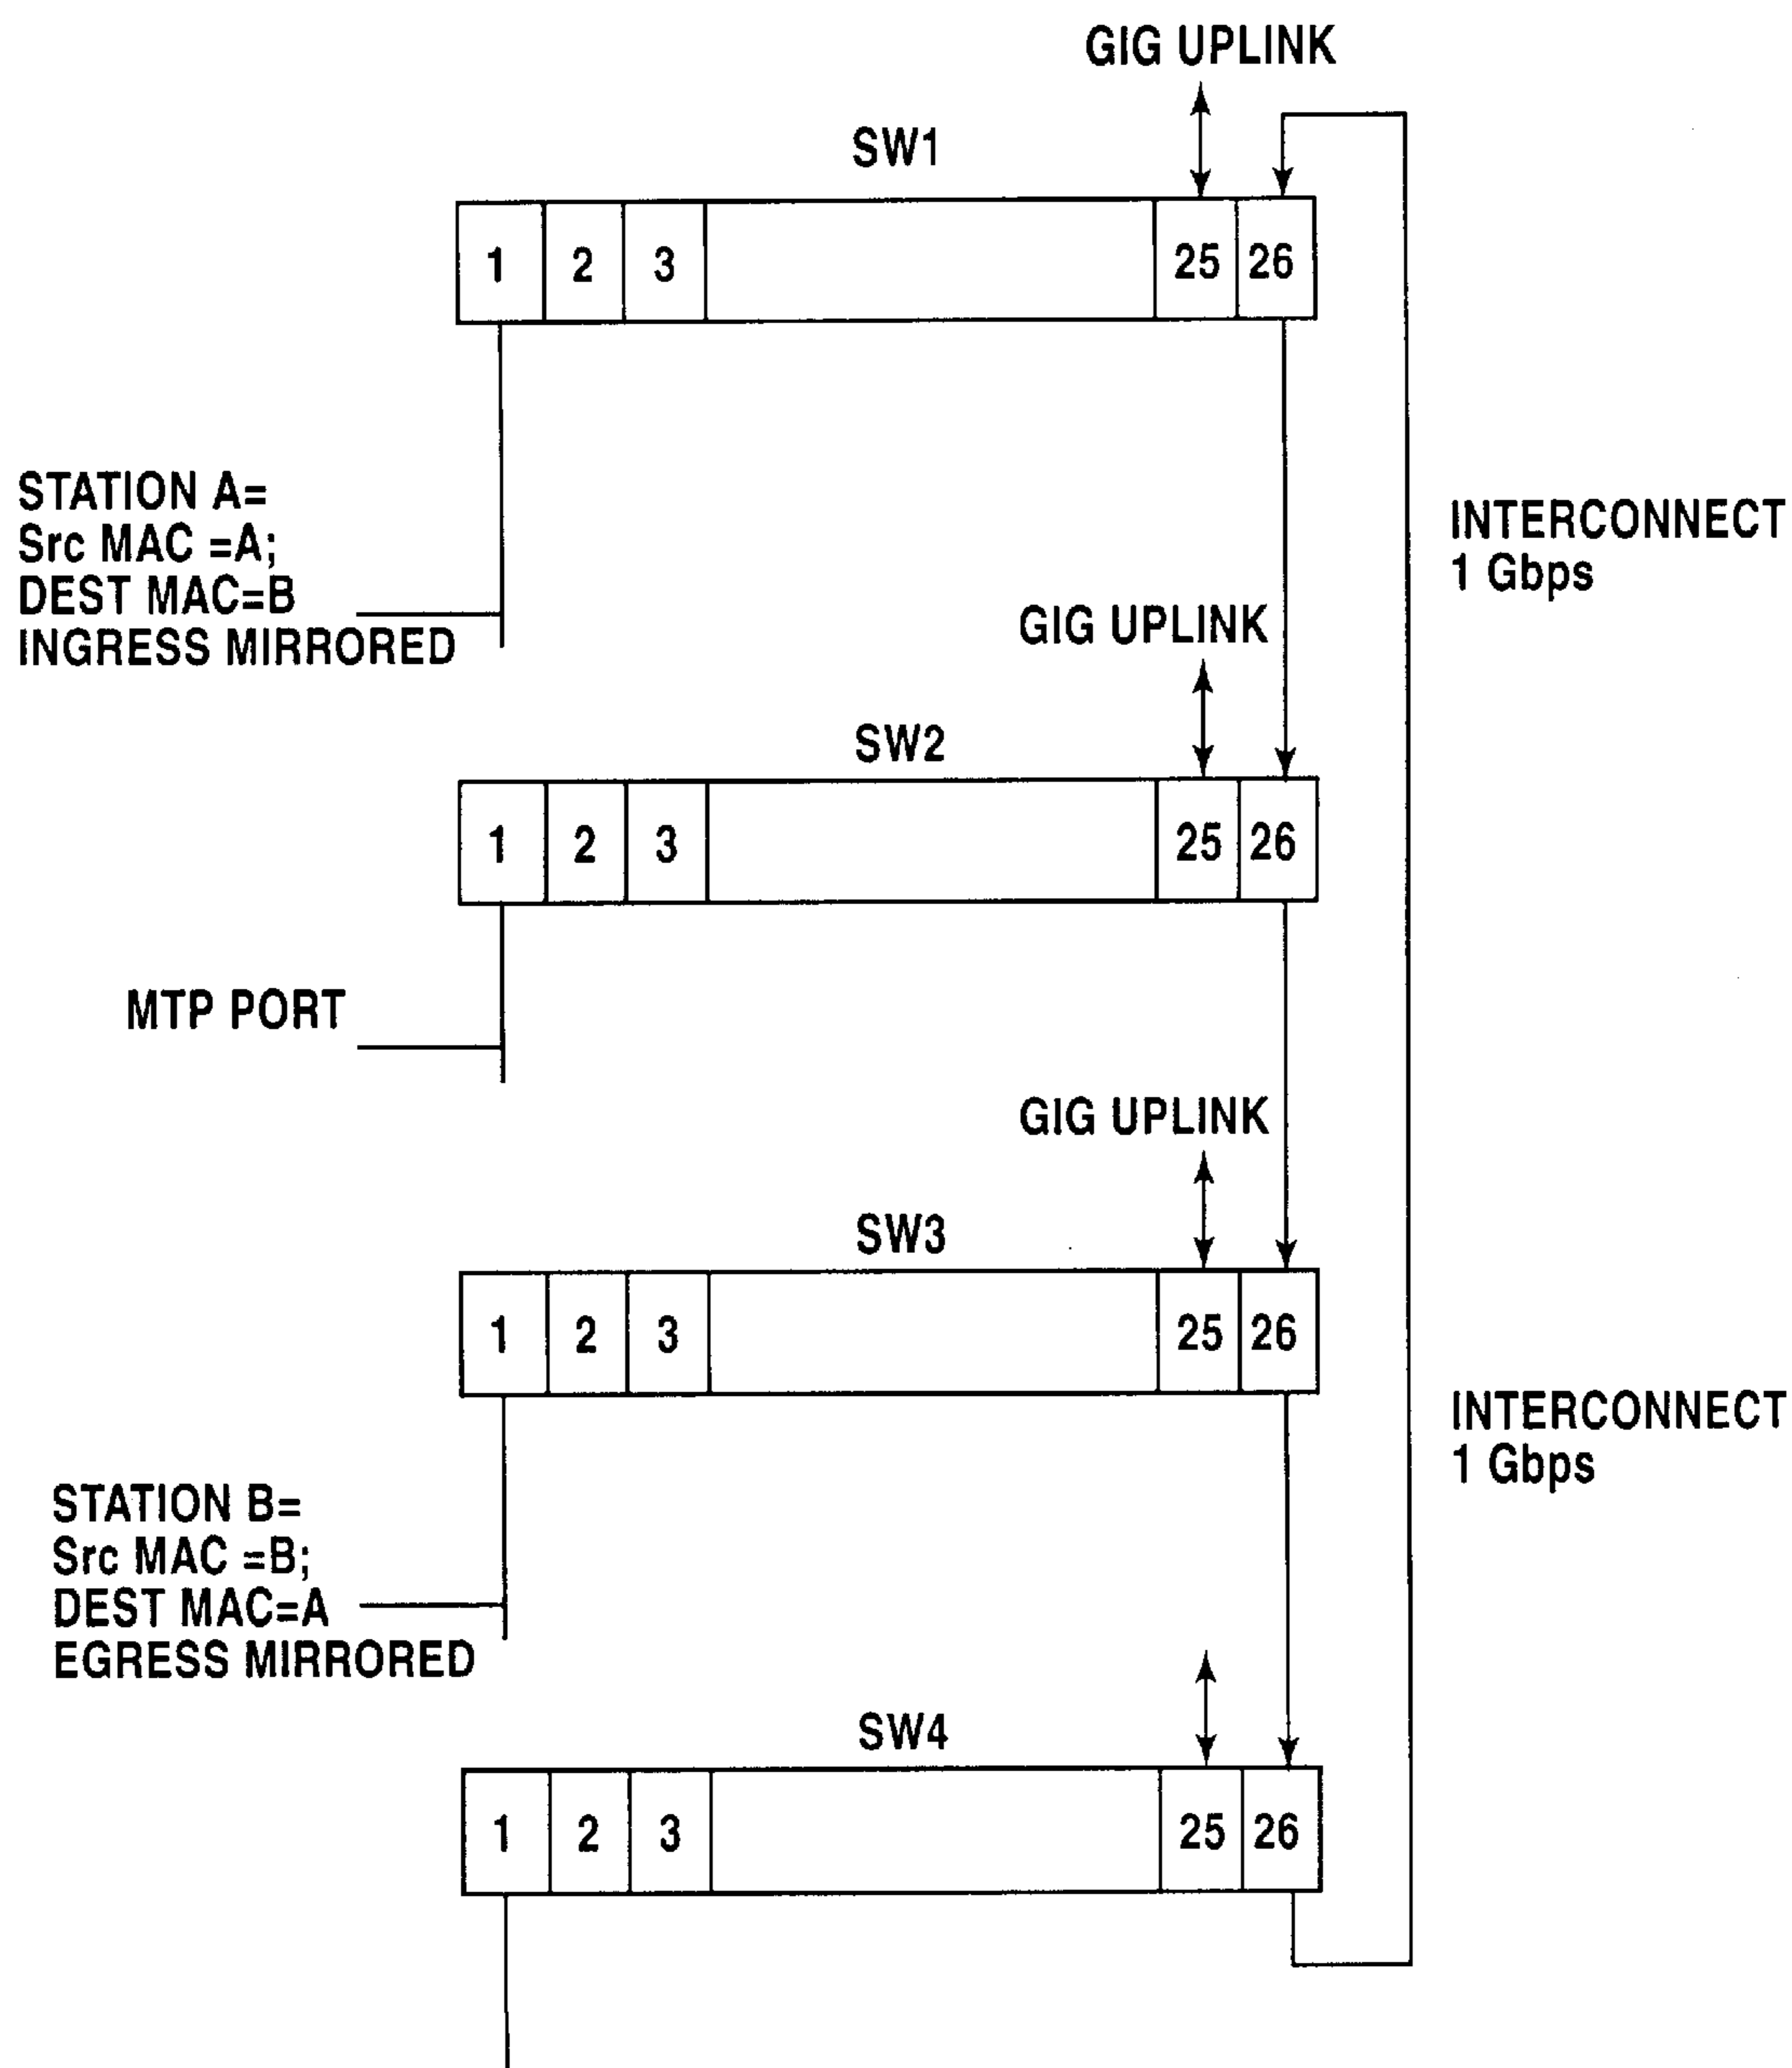 GIG UPLINK
SW1
1 2 3 25 26
STATION A=
Src MAC =A;
DEST MAC=B
INGRESS MIRRORED
INTERCONNECT
1 Gbps
GIG UPLINK
SW2
1 2 3 25 26
MTP PORT
GIG UPLINK
SW3
1 2 3 25 26
INTERCONNECT
1 Gbps
STATION B=
Src MAC =B;
DEST MAC=A
EGRESS MIRRORED
SW4
1 2 3 25 26